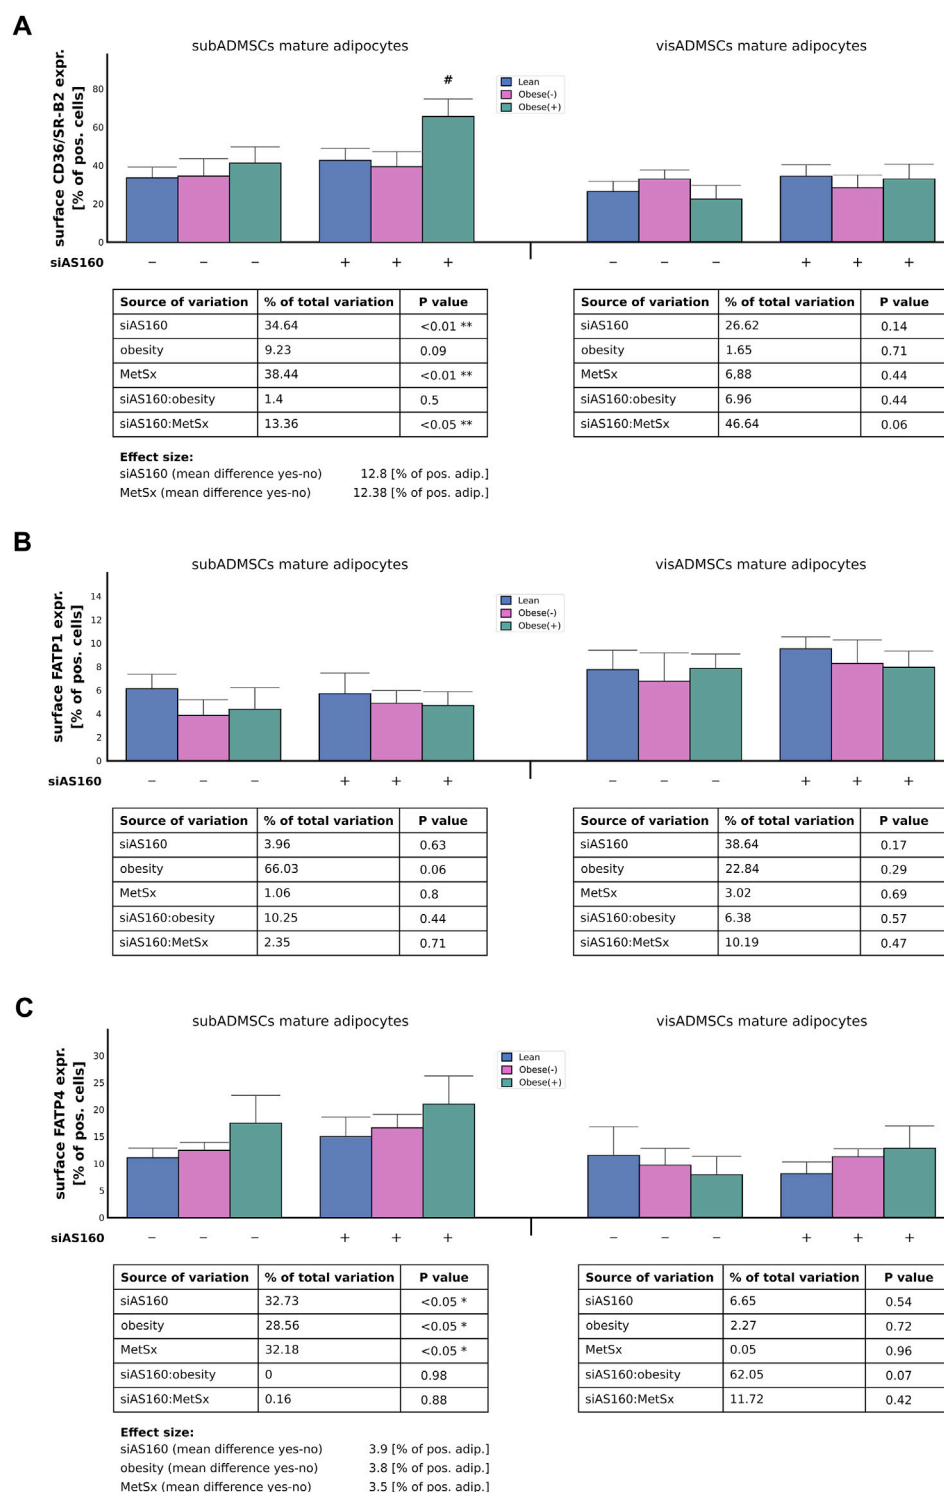 A
subADMSCs mature adipocytes
visADMSCs mature adipocytes
surface CD36/SR-B2 expr.
[% of pos. cells]
80
60
40
20
0
#
Lean
Obese(-)
Obese(+)
siAS160 − − − + + + − − − + + +
Source of variation % of total variation P value
siAS160 34.64 <0.01 **
obesity 9.23 0.09
MetSx 38.44 <0.01 **
siAS160:obesity 1.4 0.5
siAS160:MetSx 13.36 <0.05 **
Source of variation % of total variation P value
siAS160 26.62 0.14
obesity 1.65 0.71
MetSx 6,88 0.44
siAS160:obesity 6.96 0.44
siAS160:MetSx 46.64 0.06
Effect size:
siAS160 (mean difference yes-no) 12.8 [% of pos. adip.]
MetSx (mean difference yes-no) 12.38 [% of pos. adip.]
B
subADMSCs mature adipocytes
visADMSCs mature adipocytes
surface FATP1 expr.
[% of pos. cells]
14
12
10
8
6
4
2
0
Lean
Obese(-)
Obese(+)
siAS160 − − − + + + − − − + + +
Source of variation % of total variation P value
siAS160 3.96 0.63
obesity 66.03 0.06
MetSx 1.06 0.8
siAS160:obesity 10.25 0.44
siAS160:MetSx 2.35 0.71
Source of variation % of total variation P value
siAS160 38.64 0.17
obesity 22.84 0.29
MetSx 3.02 0.69
siAS160:obesity 6.38 0.57
siAS160:MetSx 10.19 0.47
C
subADMSCs mature adipocytes
visADMSCs mature adipocytes
surface FATP4 expr.
[% of pos. cells]
30
25
20
15
10
5
0
Lean
Obese(-)
Obese(+)
siAS160 − − − + + + − − − + + +
Source of variation % of total variation P value
siAS160 32.73 <0.05 *
obesity 28.56 <0.05 *
MetSx 32.18 <0.05 *
siAS160:obesity 0 0.98
siAS160:MetSx 0.16 0.88
Source of variation % of total variation P value
siAS160 6.65 0.54
obesity 2.27 0.72
MetSx 0.05 0.96
siAS160:obesity 62.05 0.07
siAS160:MetSx 11.72 0.42
Effect size:
siAS160 (mean difference yes-no) 3.9 [% of pos. adip.]
obesity (mean difference yes-no) 3.8 [% of pos. adip.]
MetSx (mean difference yes-no) 3.5 [% of pos. adip.]